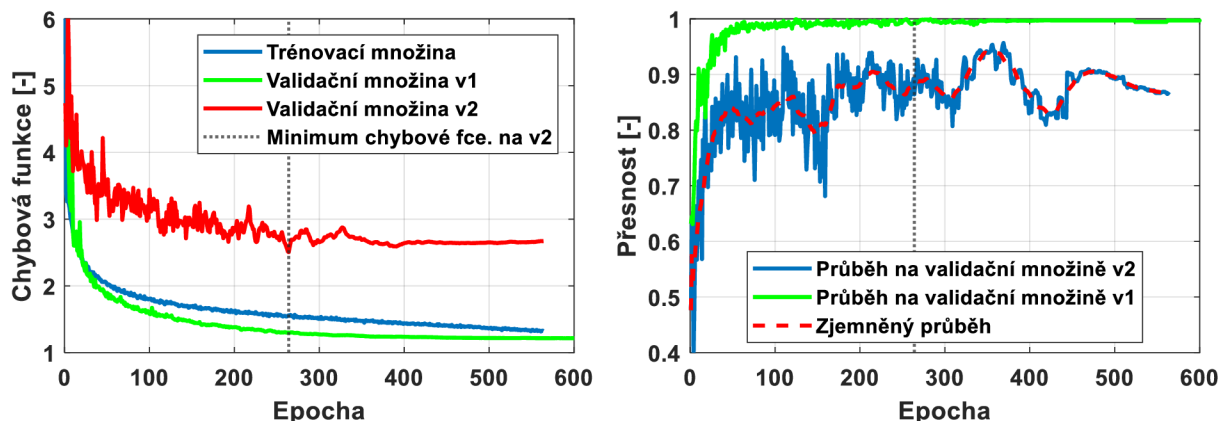 6
5
4
3
2
1
0
100
200
300
400
500
600
Chybová funkce [-]
Epocha
Trénovací množina
Validační množina v1
Validační množina v2
Minimum chybové fce. na v2
1
0.9
0.8
0.7
0.6
0.5
0.4
0
100
200
300
400
500
600
Přesnost [-]
Epocha
Průběh na validační množině v2
Průběh na validační množině v1
Zjemněný průběh